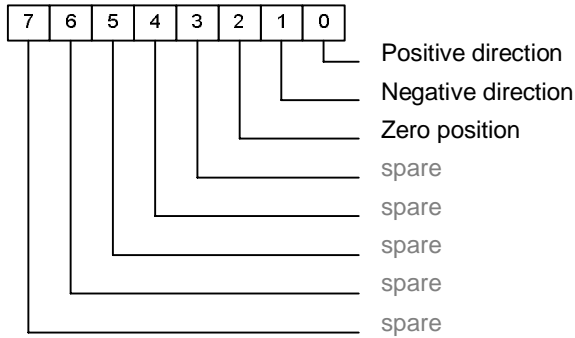 7 6 5 4 3 2 1 0
Positive direction
Negative direction
Zero position
spare
spare
spare
spare
spare